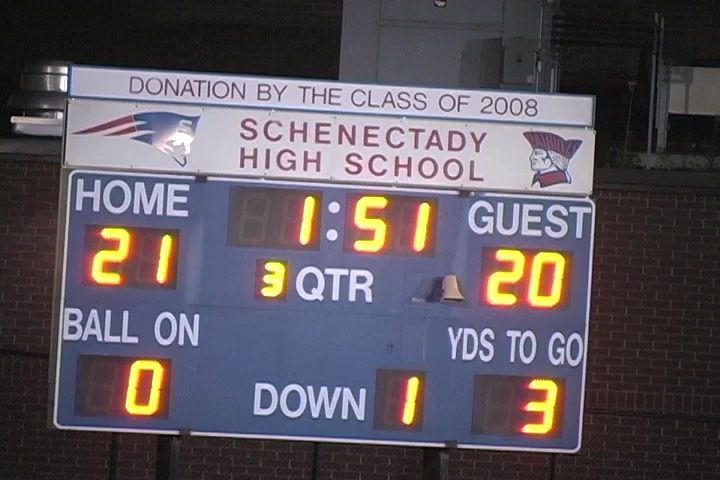 DONATION BY THE CLASS OF 2008
SCHENECTADY
HIGH SCHOOL
HOME 1:51 GUEST
21 3 QTR 20
BALL ON YDS TO GO
0 DOWN 1 3